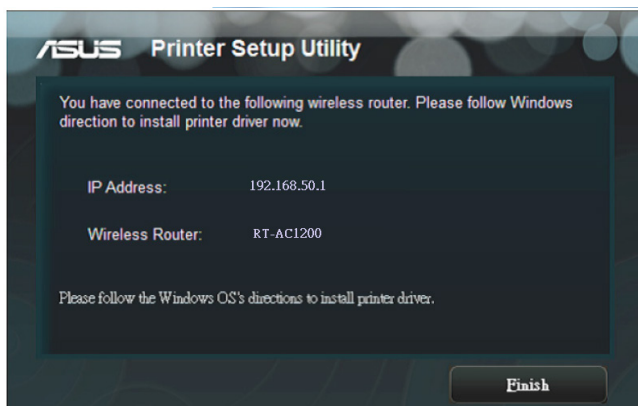 ASUS Printer Setup Utility
You have connected to the following wireless router. Please follow Windows
direction to install printer driver now.
IP Address: 192.168.50.1
Wireless Router: RT-AC1200
Please follow the Windows OS's directions to install printer driver.
Finish